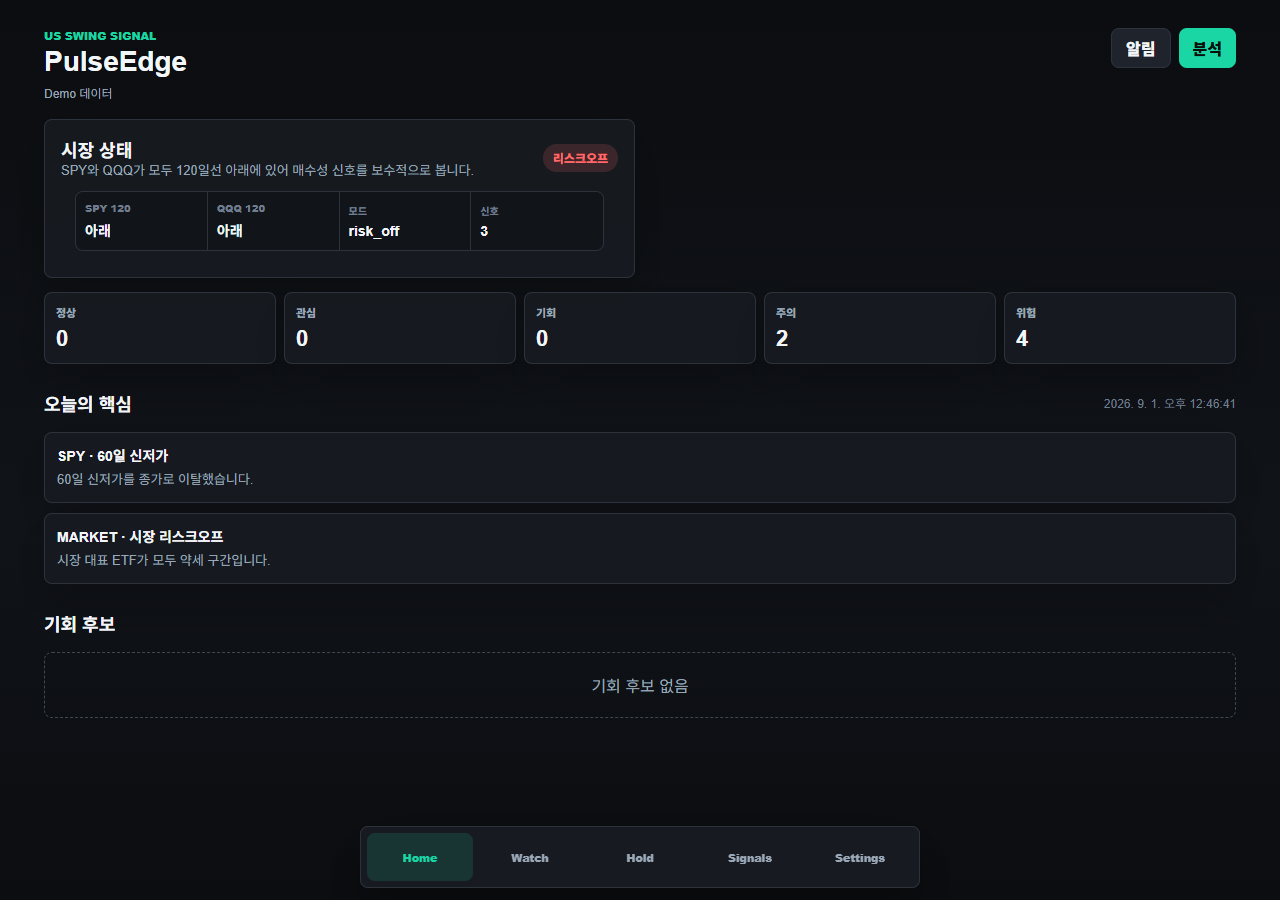 US SWING SIGNAL
PulseEdge
Demo 데이터
알림
분석
시장 상태
SPY와 QQQ가 모두 120일선 아래에 있어 매수성 신호를 보수적으로 봅니다.
리스크오프
SPY 120
아래
QQQ 120
아래
모드
risk_off
신호
3
정상
0
관심
0
기회
0
주의
2
위험
4
오늘의 핵심
2026. 9. 1. 오후 12:46:41
SPY · 60일 신저가
60일 신저가를 종가로 이탈했습니다.
MARKET · 시장 리스크오프
시장 대표 ETF가 모두 약세 구간입니다.
기회 후보
기회 후보 없음
Home
Watch
Hold
Signals
Settings